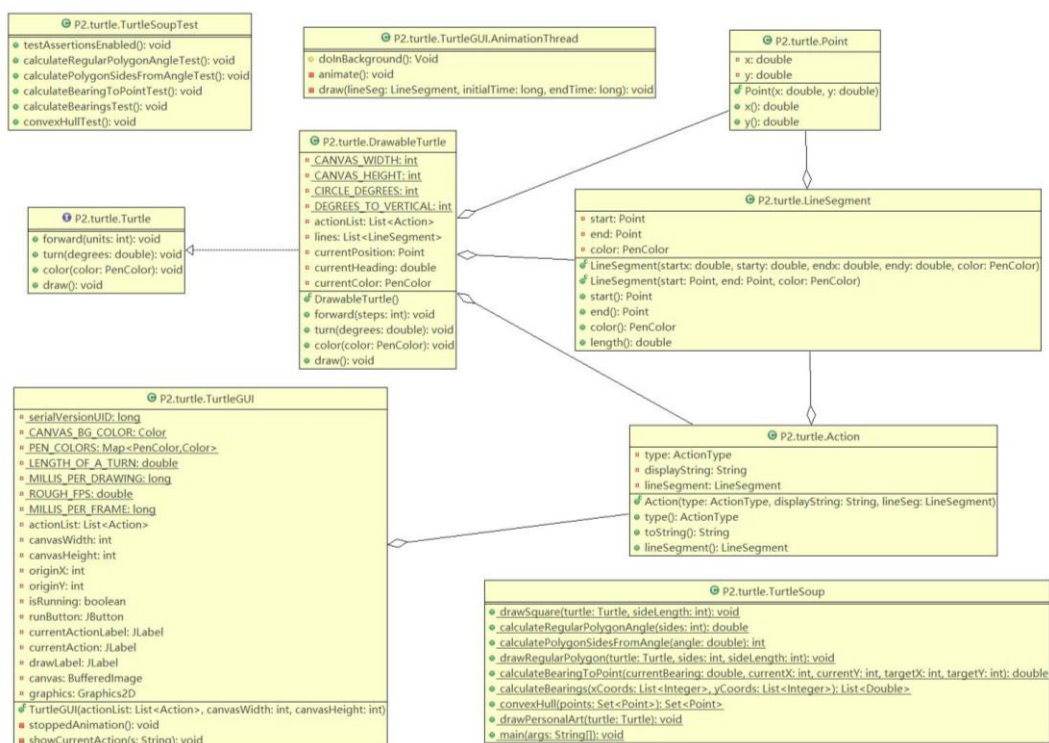 P2.turtle.TurtleSoupTest
testAssertionsEnabled(): void
calculateRegularPolygonAngleTest(): void
calculatePolygonSidesFromAngleTest(): void
calculateBearingToPointTest(): void
calculateBearingsTest(): void
convexHullTest(): void
P2.turtle.TurtleGUI.AnimationThread
doInBackground(): Void
animate(): void
draw(lineSeg: LineSegment, initialTime: long, endTime: long): void
P2.turtle.Point
x: double
y: double
Point(x: double, y: double)
x(): double
y(): double
P2.turtle.DrawableTurtle
CANVAS_WIDTH: int
CANVAS_HEIGHT: int
CIRCLE_DEGREES: int
DEGREES_TO_VERTICAL: int
actionList: List<Action>
lines: List<LineSegment>
currentPosition: Point
currentHeading: double
currentColor: PenColor
DrawableTurtle()
forward(steps: int): void
turn(degrees: double): void
color(color: PenColor): void
draw(): void
P2.turtle.Turtle
forward(units: int): void
turn(degrees: double): void
color(color: PenColor): void
draw(): void
P2.turtle.LineSegment
start: Point
end: Point
color: PenColor
LineSegment(startx: double, starty: double, endx: double, endy: double, color: PenColor)
LineSegment(start: Point, end: Point, color: PenColor)
start(): Point
end(): Point
color(): PenColor
length(): double
P2.turtle.TurtleGUI
serialVersionUID: long
CANVAS_BG_COLOR: Color
PEN_COLORS: Map<PenColor,Color>
LENGTH_OF_A_TURN: double
MILLIS_PER_DRAWING: long
ROUGH_FPS: double
MILLIS_PER_FRAME: long
actionList: List<Action>
canvasWidth: int
canvasHeight: int
originX: int
originY: int
isRunning: boolean
runButton: JButton
currentActionLabel: JLabel
currentAction: JLabel
drawLabel: JLabel
canvas: BufferedImage
graphics: Graphics2D
TurtleGUI(actionList: List<Action>, canvasWidth: int, canvasHeight: int)
stoppedAnimation(): void
showCurrentAction(s: String): void
P2.turtle.Action
type: ActionType
displayString: String
lineSegment: LineSegment
Action(type: ActionType, displayString: String, lineSeg: LineSegment)
type(): ActionType
toString(): String
lineSegment(): LineSegment
P2.turtle.TurtleSoup
drawSquare(turtle: Turtle, sideLength: int): void
calculateRegularPolygonAngle(sides: int): double
calculatePolygonSidesFromAngle(angle: double): int
drawRegularPolygon(turtle: Turtle, sides: int, sideLength: int): void
calculateBearingToPoint(currentBearing: double, currentX: int, currentY: int, targetX: int, targetY: int): double
calculateBearings(xCoords: List<Integer>, yCoords: List<Integer>): List<Double>
convexHull(points: Set<Point>): Set<Point>
drawPersonalArt(turtle: Turtle): void
main(args: String[]): void